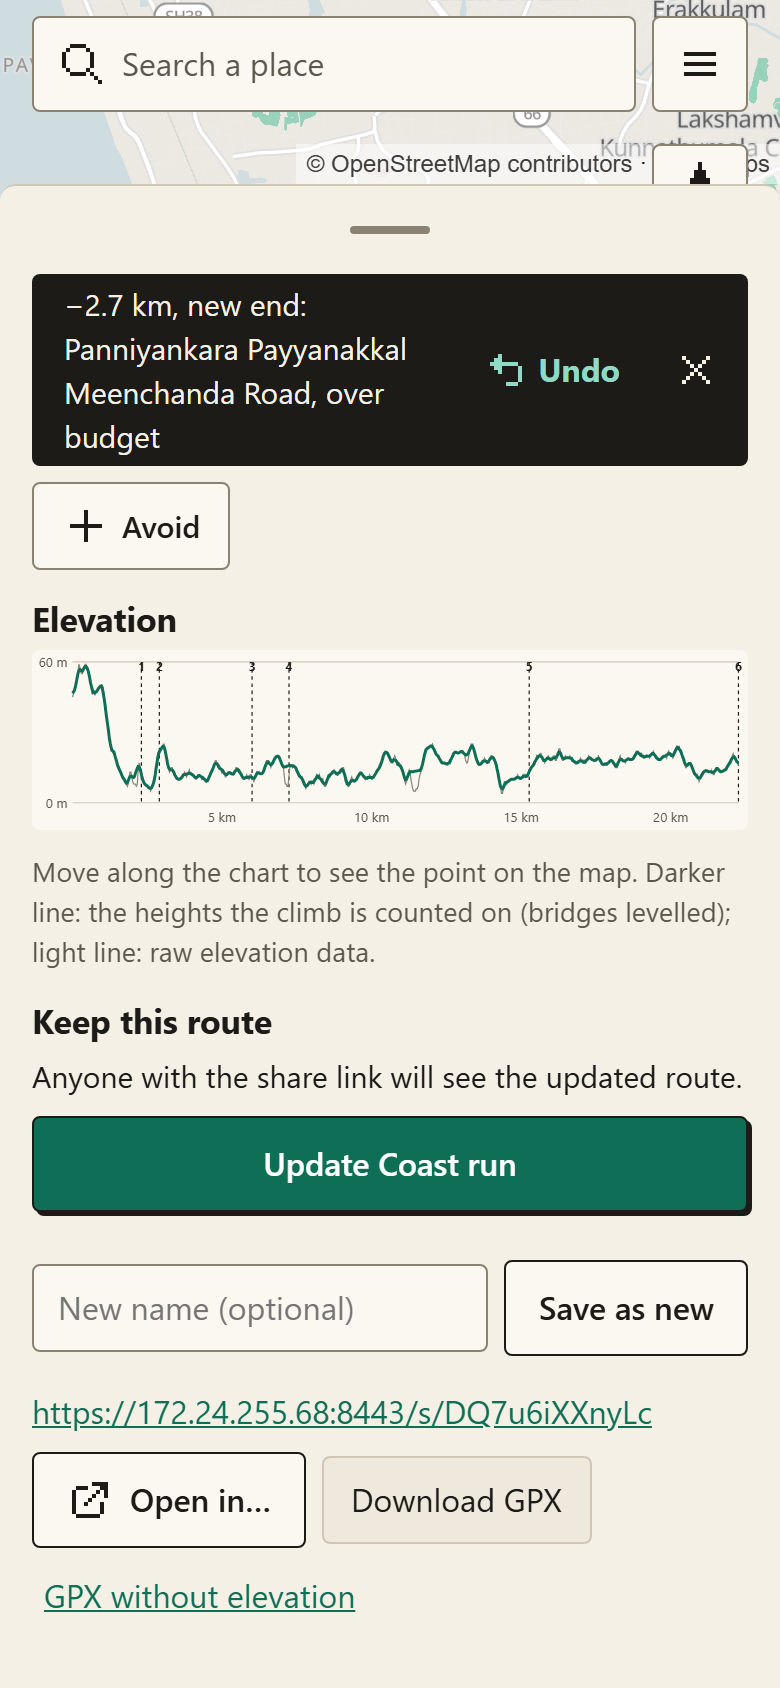 Erakkulam
SH38
PA
Search a place
66
Lakshamv
© OpenStreetMap contributors ·
ps
−2.7 km, new end:
Panniyankara Payyanakkal
Meenchanda Road, over
budget
Undo
Avoid
Elevation
60 m
1 2 3 4 5 6
0 m
5 km 10 km 15 km 20 km
Move along the chart to see the point on the map. Darker
line: the heights the climb is counted on (bridges levelled);
light line: raw elevation data.
Keep this route
Anyone with the share link will see the updated route.
Update Coast run
New name (optional)
Save as new
https://172.24.255.68:8443/s/DQ7u6iXXnyLc
Open in...
Download GPX
GPX without elevation